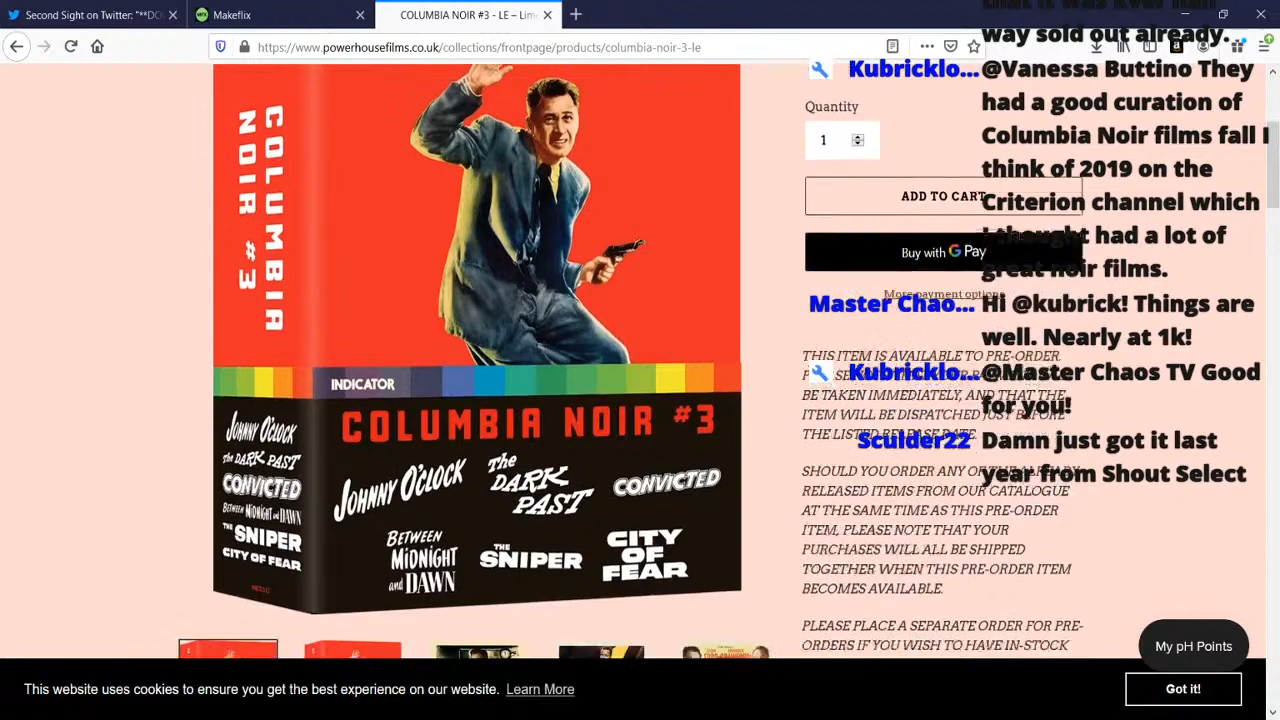 Second Sight on Twitter: "**DO
Makeflix
COLUMBIA NOIR #3 - LE – Lim
https://www.powerhousefilms.co.uk/collections/frontpage/products/columbia-noir-3-le
way sold out already.
Kubricklo... @Vanessa Buttino They
had a good curation of
Columbia Noir films fall I
think of 2019 on the
Criterion channel which
i thought had a lot of
great noir films.
Master Chao... Hi @kubrick! Things are
well. Nearly at 1k!
Kubricklo... @Master Chaos TV Good
for you!
Sculder22 Damn just got it last
year from Shout Select
Quantity
1
ADD TO CART
Buy with G Pay
More payment options
THIS ITEM IS AVAILABLE TO PRE-ORDER.
BE TAKEN IMMEDIATELY, AND THAT THE
ITEM WILL BE DISPATCHED JUST BEFORE
THE LISTED RELEASE DATE.
SHOULD YOU ORDER ANY OF THE ALREADY
RELEASED ITEMS FROM OUR CATALOGUE
AT THE SAME TIME AS THIS PRE-ORDER
ITEM, PLEASE NOTE THAT YOUR
PURCHASES WILL ALL BE SHIPPED
TOGETHER WHEN THIS PRE-ORDER ITEM
BECOMES AVAILABLE.
PLEASE PLACE A SEPARATE ORDER FOR PRE-
ORDERS IF YOU WISH TO HAVE IN-STOCK
COLUMBIA
NOIR #3
INDICATOR
COLUMBIA NOIR #3
JOHNNY O'CLOCK
The DARK PAST
CONVICTED
BETWEEN MIDNIGHT and DAWN
THE SNIPER
CITY OF FEAR
JOHNNY O'CLOCK
The
DARK
PAST
CONVICTED
BETWEEN
MIDNIGHT
and DAWN
THE SNIPER
CITY
OF
FEAR
My pH Points
This website uses cookies to ensure you get the best experience on our website. Learn More
Got it!